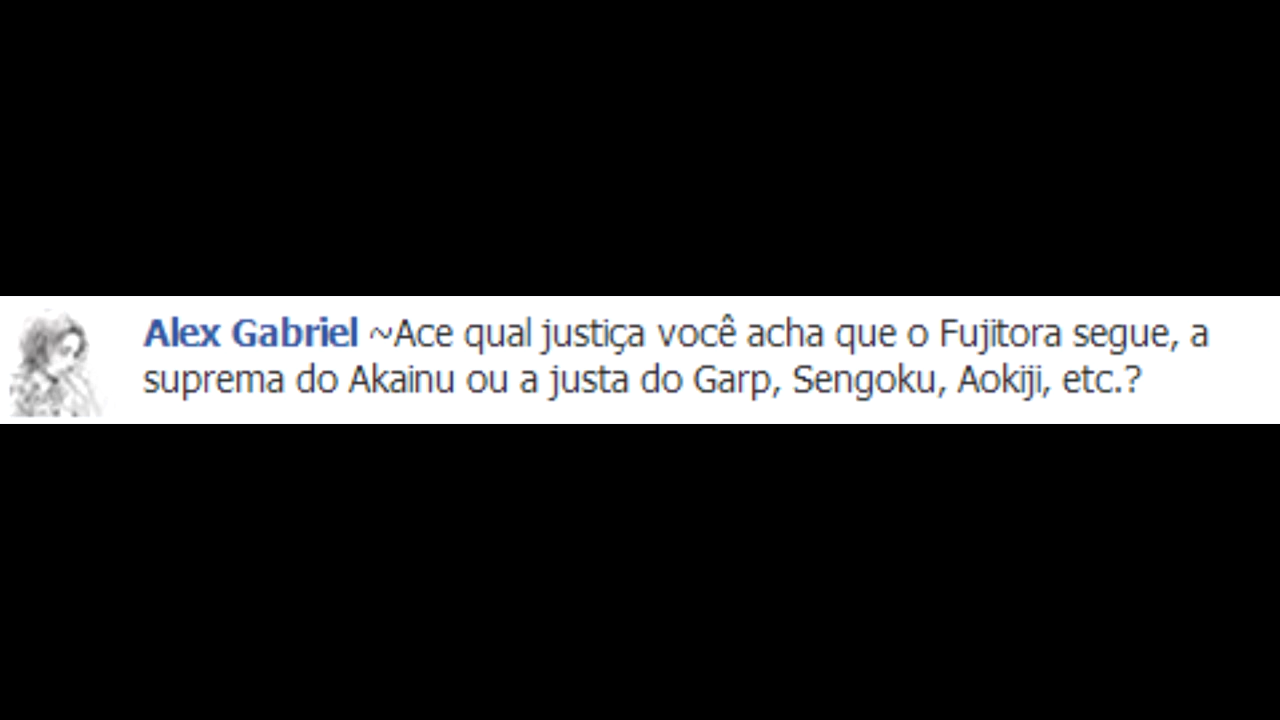 Alex Gabriel ~Ace qual justiça você acha que o Fujitora segue, a
suprema do Akainu ou a justa do Garp, Sengoku, Aokiji, etc.?